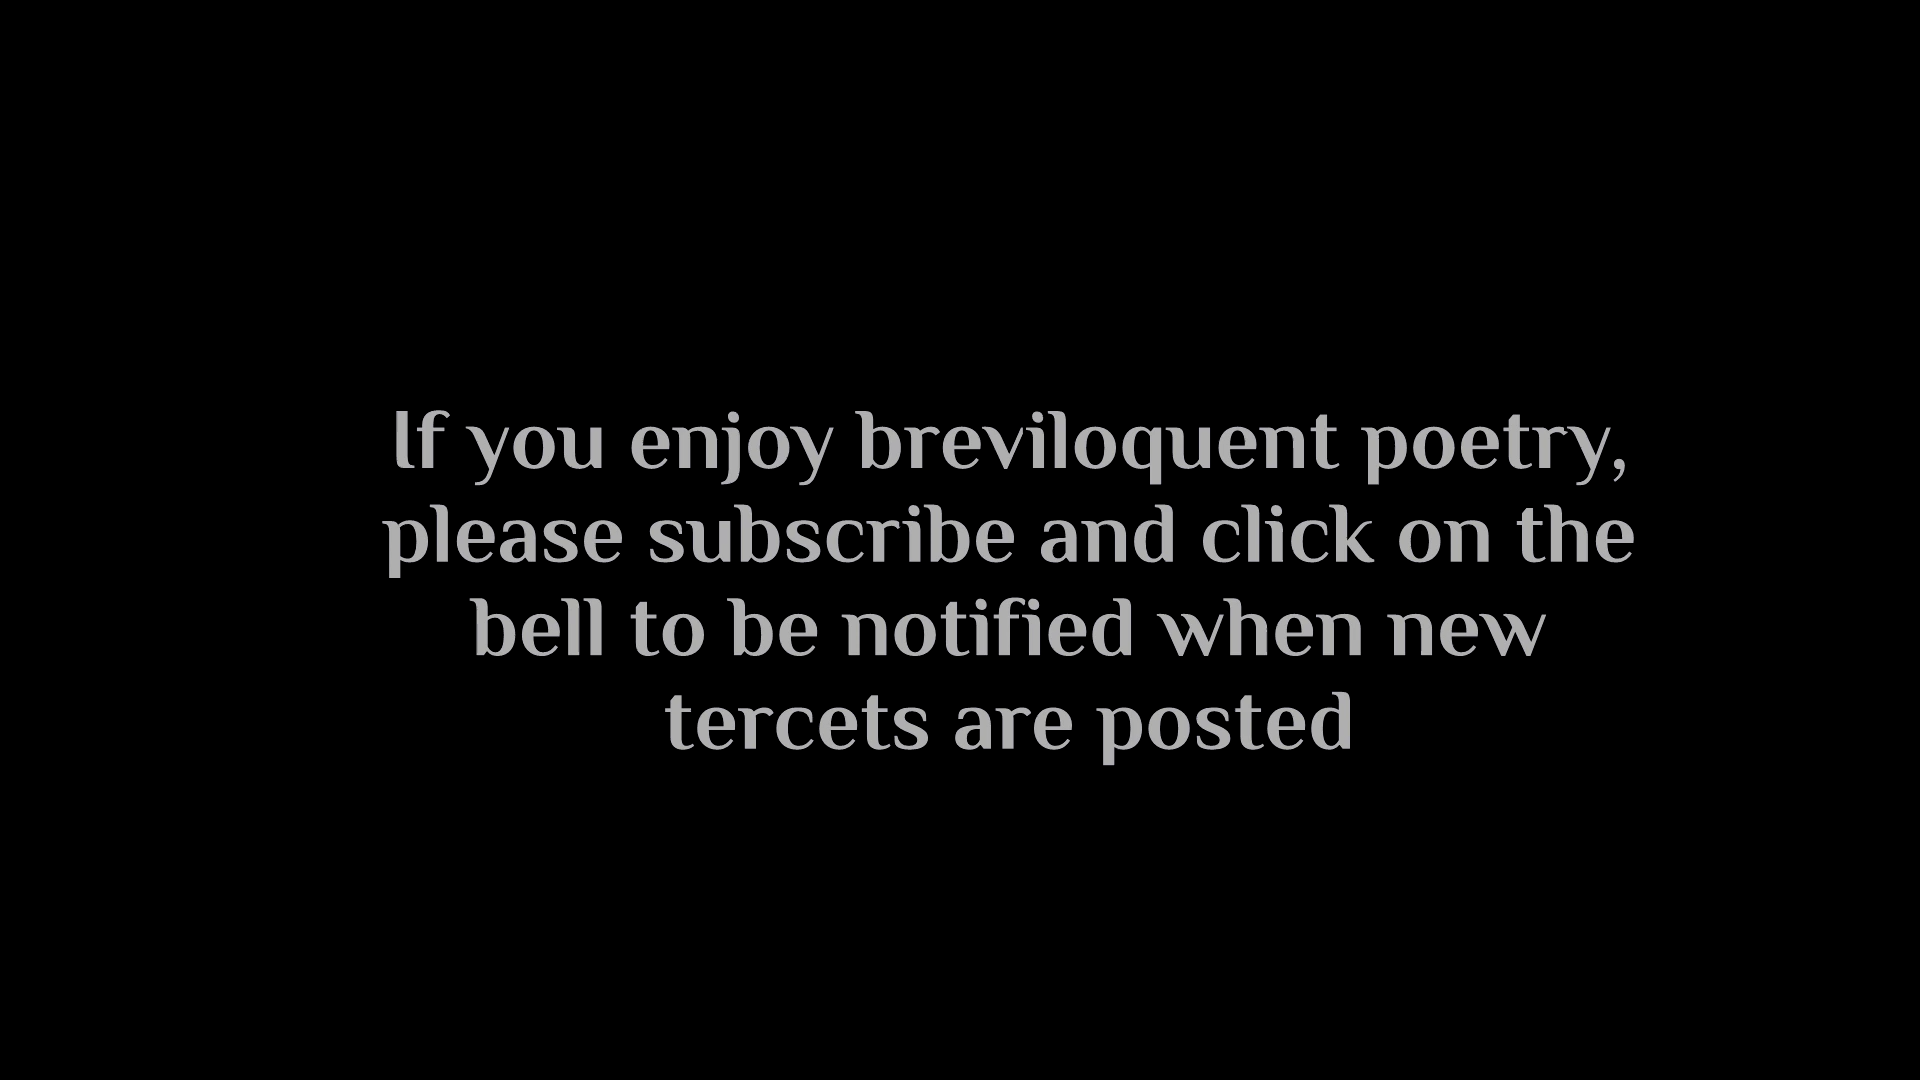 If you enjoy breviloquent poetry,
please subscribe and click on the
bell to be notified when new
tercets are posted